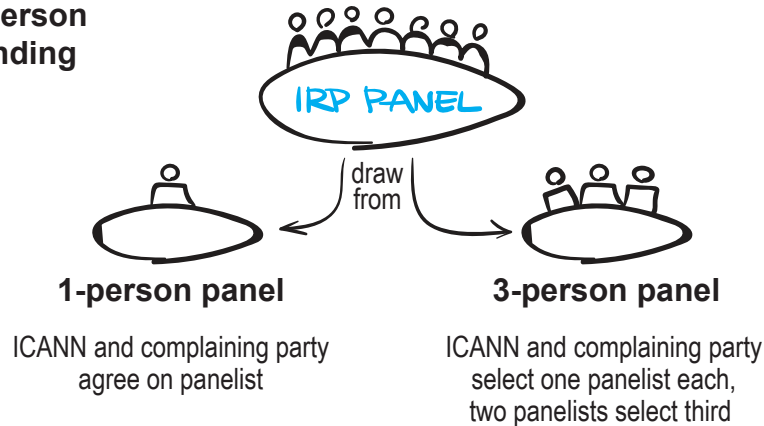 erson
nding
IRP PANEL
draw
from
1-person panel
3-person panel
ICANN and complaining party
agree on panelist
ICANN and complaining party
select one panelist each,
two panelists select third